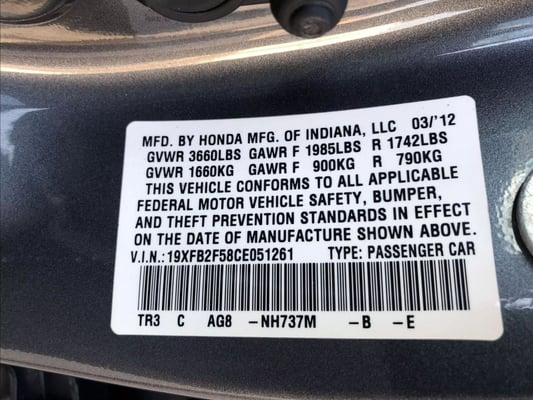 MFD. BY HONDA MFG. OF INDIANA, LLC 03/'12
GVWR 3660LBS GAWR F 1985LBS R 1742LBS
GVWR 1660KG GAWR F 900KG R 790KG
THIS VEHICLE CONFORMS TO ALL APPLICABLE
FEDERAL MOTOR VEHICLE SAFETY, BUMPER,
AND THEFT PREVENTION STANDARDS IN EFFECT
ON THE DATE OF MANUFACTURE SHOWN ABOVE.
V.I.N.:19XFB2F58CE051261 TYPE: PASSENGER CAR
TR3 C AG8 -NH737M -B -E